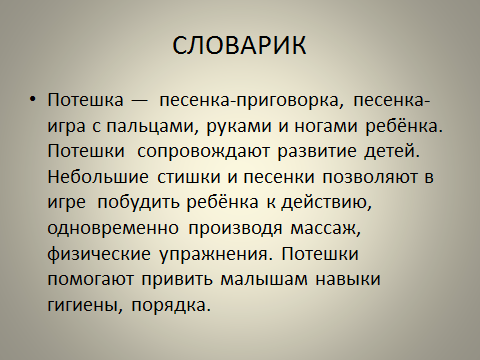 СЛОВАРИК
• Потешка — песенка-приговорка, песенка-
игра с пальцами, руками и ногами ребёнка.
Потешки сопровождают развитие детей.
Небольшие стишки и песенки позволяют в
игре побудить ребёнка к действию,
одновременно производя массаж,
физические упражнения. Потешки
помогают привить малышам навыки
гигиены, порядка.